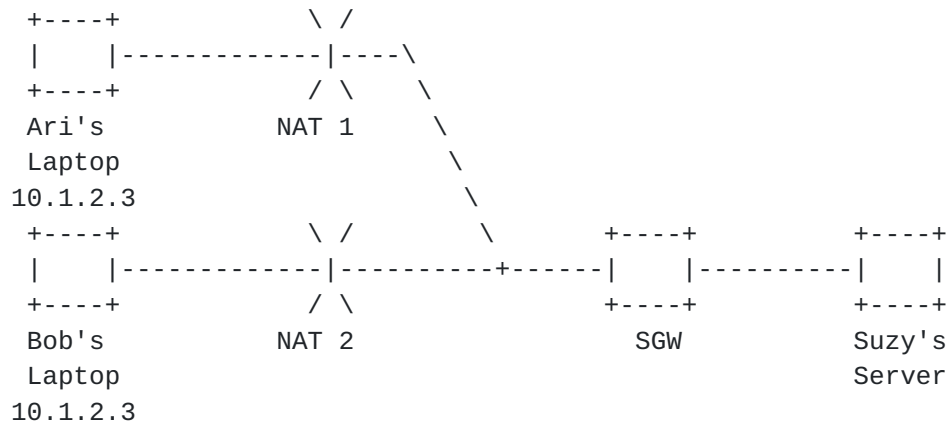 +----+            \ /
|    |-------------|----\
+----+            / \    \
Ari's           NAT 1     \
Laptop                     \
10.1.2.3                    \
+----+            \ /        \       +----+          +----+
|    |-------------|----------+------|    |----------|    |
+----+            / \                +----+          +----+
Bob's           NAT 2                 SGW           Suzy's
Laptop                                              Server
10.1.2.3